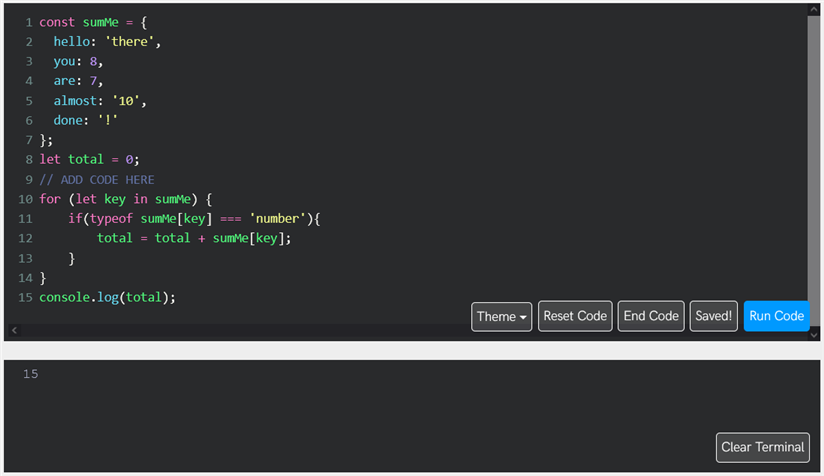 1 const sumMe = {
2   hello: 'there',
3   you: 8,
4   are: 7,
5   almost: '10',
6   done: '!'
7 };
8 let total = 0;
9 // ADD CODE HERE
10 for (let key in sumMe) {
11     if(typeof sumMe[key] === 'number'){
12         total = total + sumMe[key];
13     }
14 }
15 console.log(total);
Theme Reset Code End Code Saved! Run Code
15
Clear Terminal